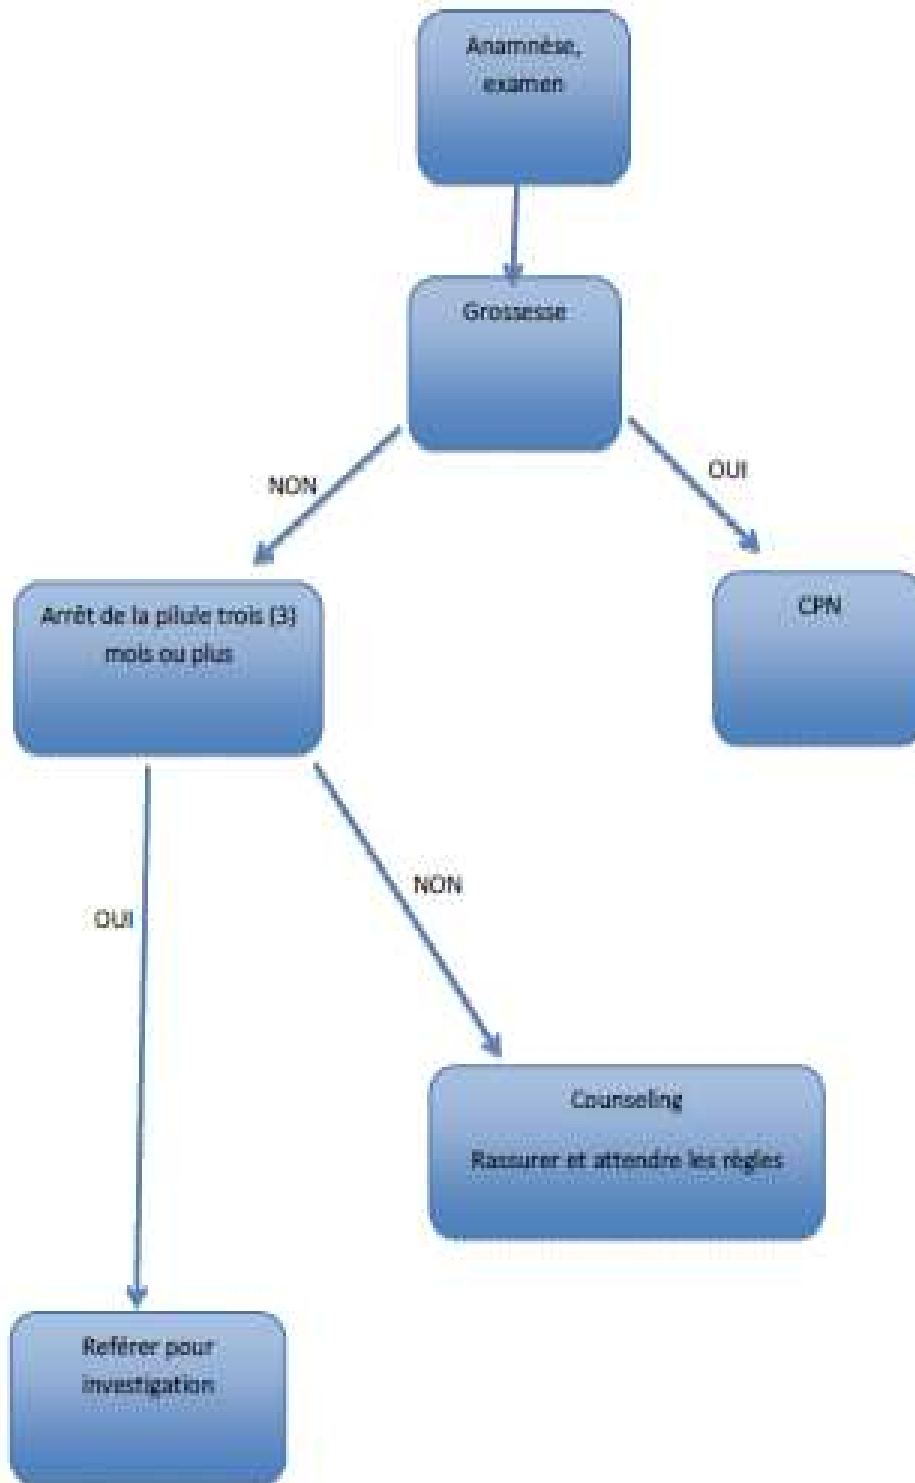 Anamnèse,
examen
Grossesse
NON
OUI
Arrêt de la pilule trois (3)
mois ou plus
CPN
NON
OUI
Counseling
Rassurer et attendre les règles
Reférer pour
investigation